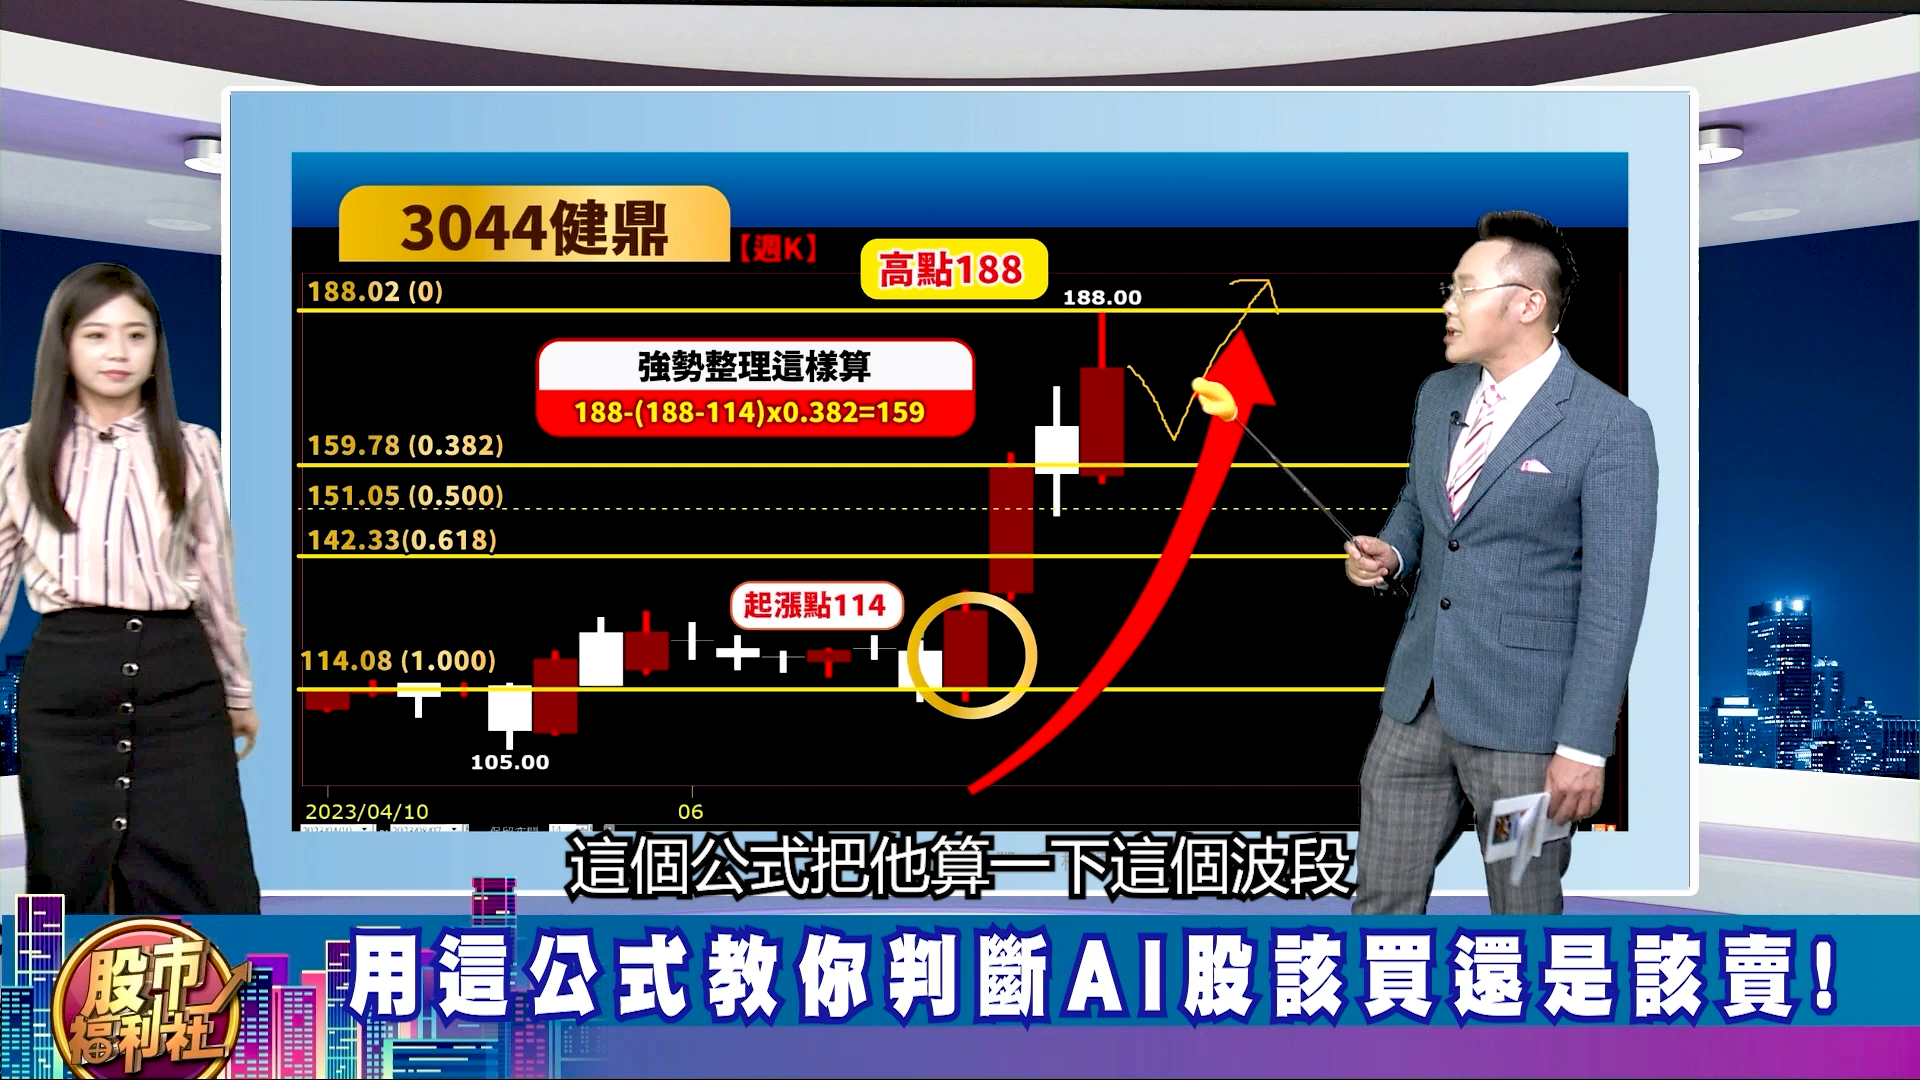 3044健鼎
【週K】
高點188
188.02 (0)
188.00
強勢整理這樣算
188-(188-114)x0.382=159
159.78 (0.382)
151.05 (0.500)
142.33(0.618)
起漲點114
114.08 (1.000)
105.00
2023/04/10
06
這個公式把他算一下這個波段
用這公式教你判斷AI股該買還是該賣!
股市
福利社